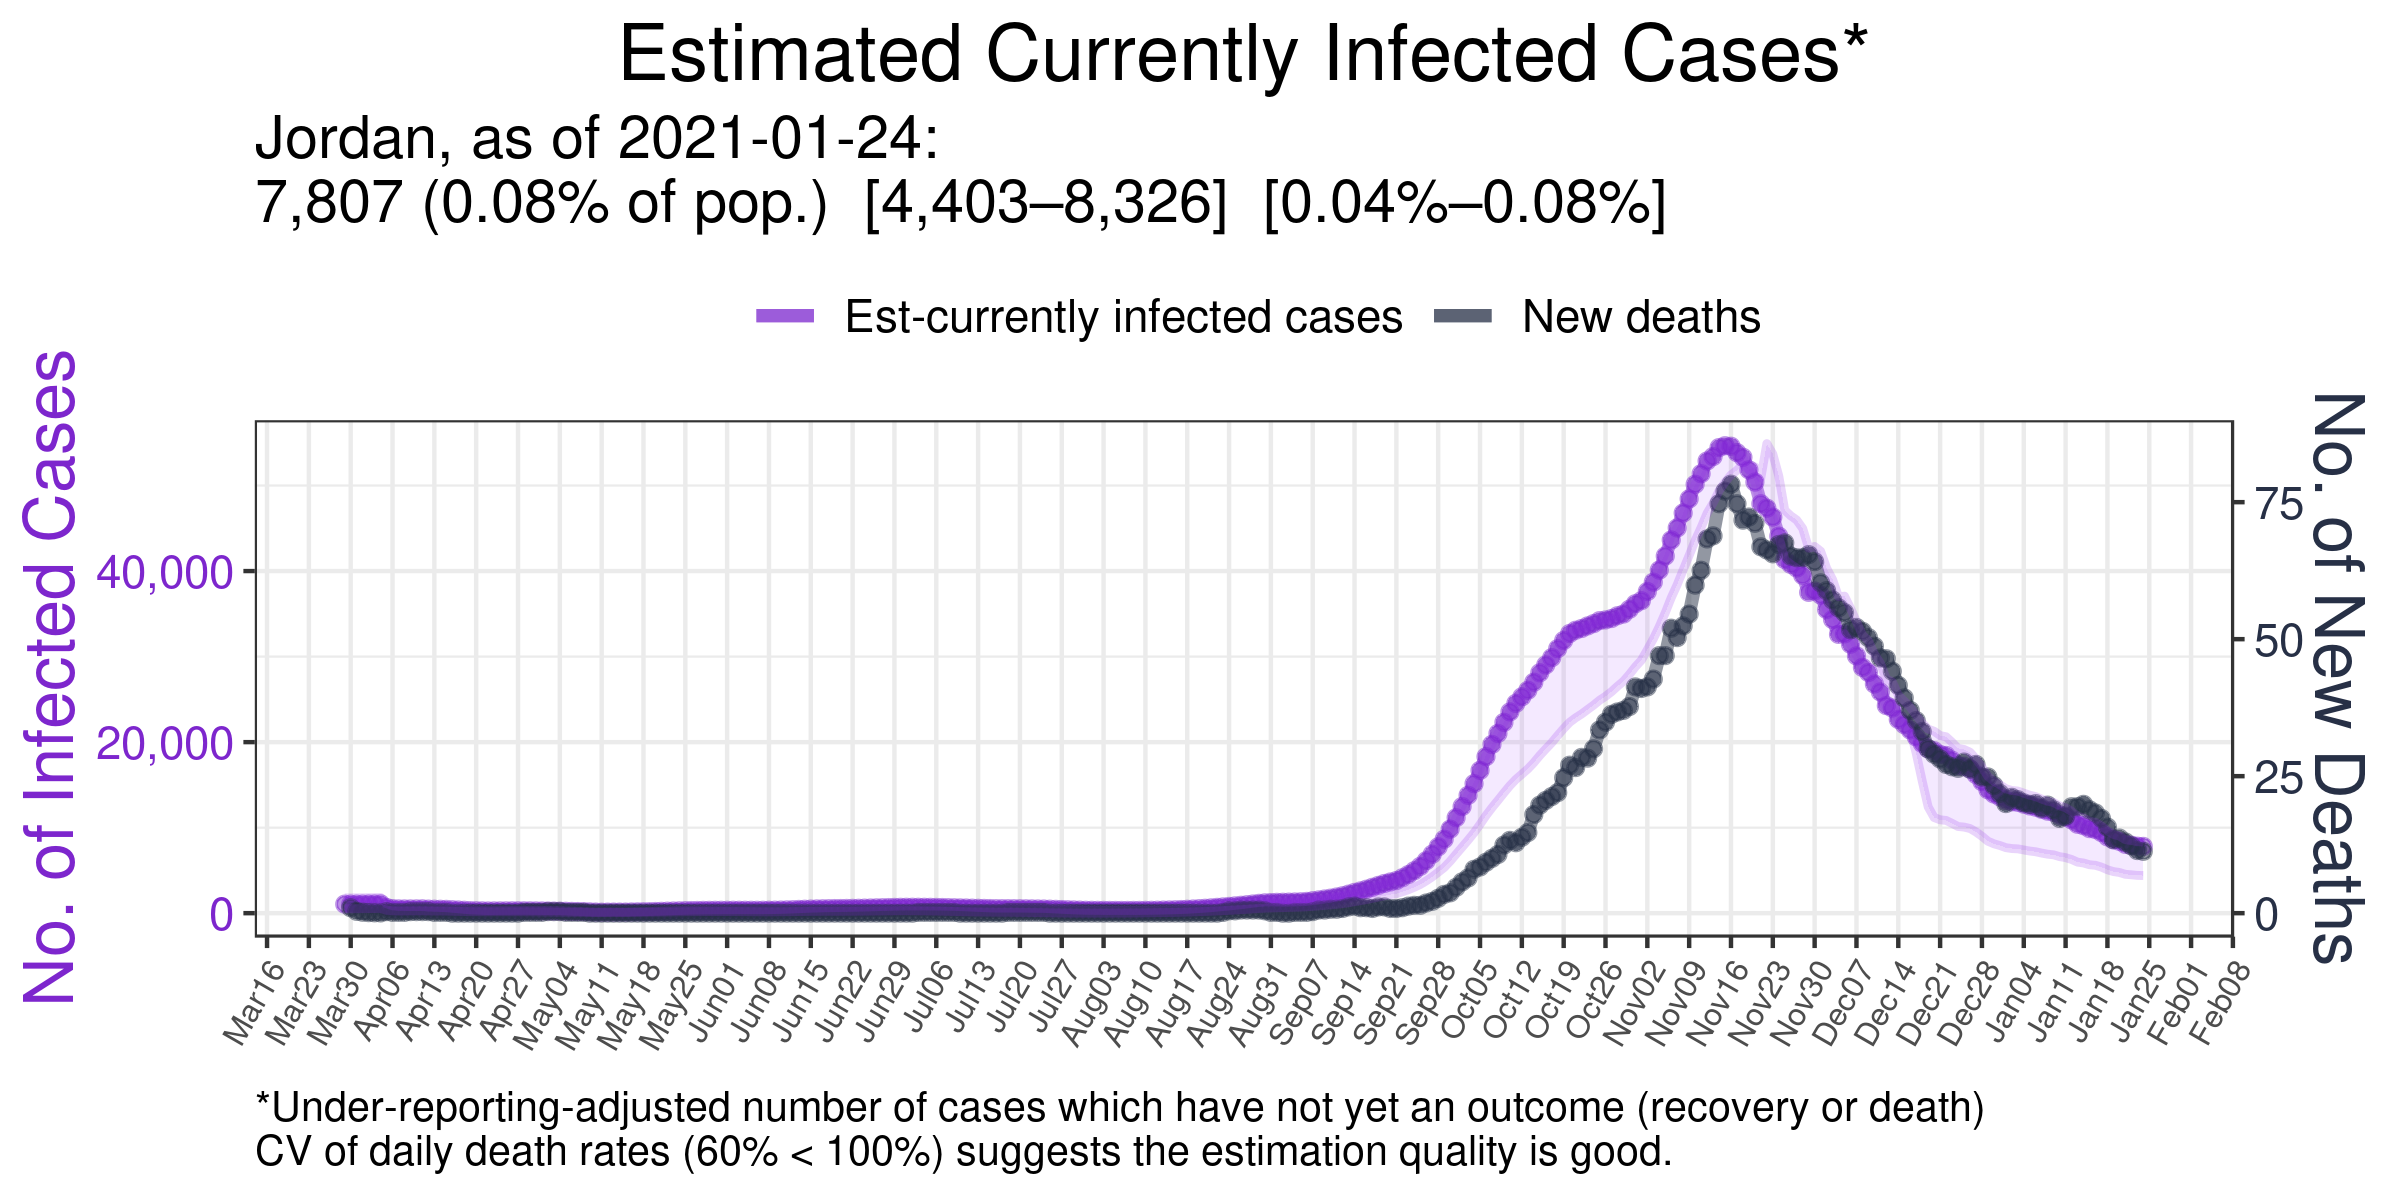 Estimated Currently Infected Cases*
Jordan, as of 2021-01-24:
7,807 (0.08% of pop.) [4,403–8,326] [0.04%–0.08%]
Est-currently infected cases New deaths
No. of Infected Cases
40,000
20,000
0
75
50
25
0
No. of New Deaths
Mar16 Mar23 Mar30 Apr06 Apr13 Apr20 Apr27 May04 May11 May18 May25 Jun01 Jun08 Jun15 Jun22 Jun29 Jul06 Jul13 Jul20 Jul27 Aug03 Aug10 Aug17 Aug24 Aug31 Sep07 Sep14 Sep21 Sep28 Oct05 Oct12 Oct19 Oct26 Nov02 Nov09 Nov16 Nov23 Nov30 Dec07 Dec14 Dec21 Dec28 Jan04 Jan11 Jan18 Jan25 Feb01 Feb08
*Under-reporting-adjusted number of cases which have not yet an outcome (recovery or death)
CV of daily death rates (60% < 100%) suggests the estimation quality is good.